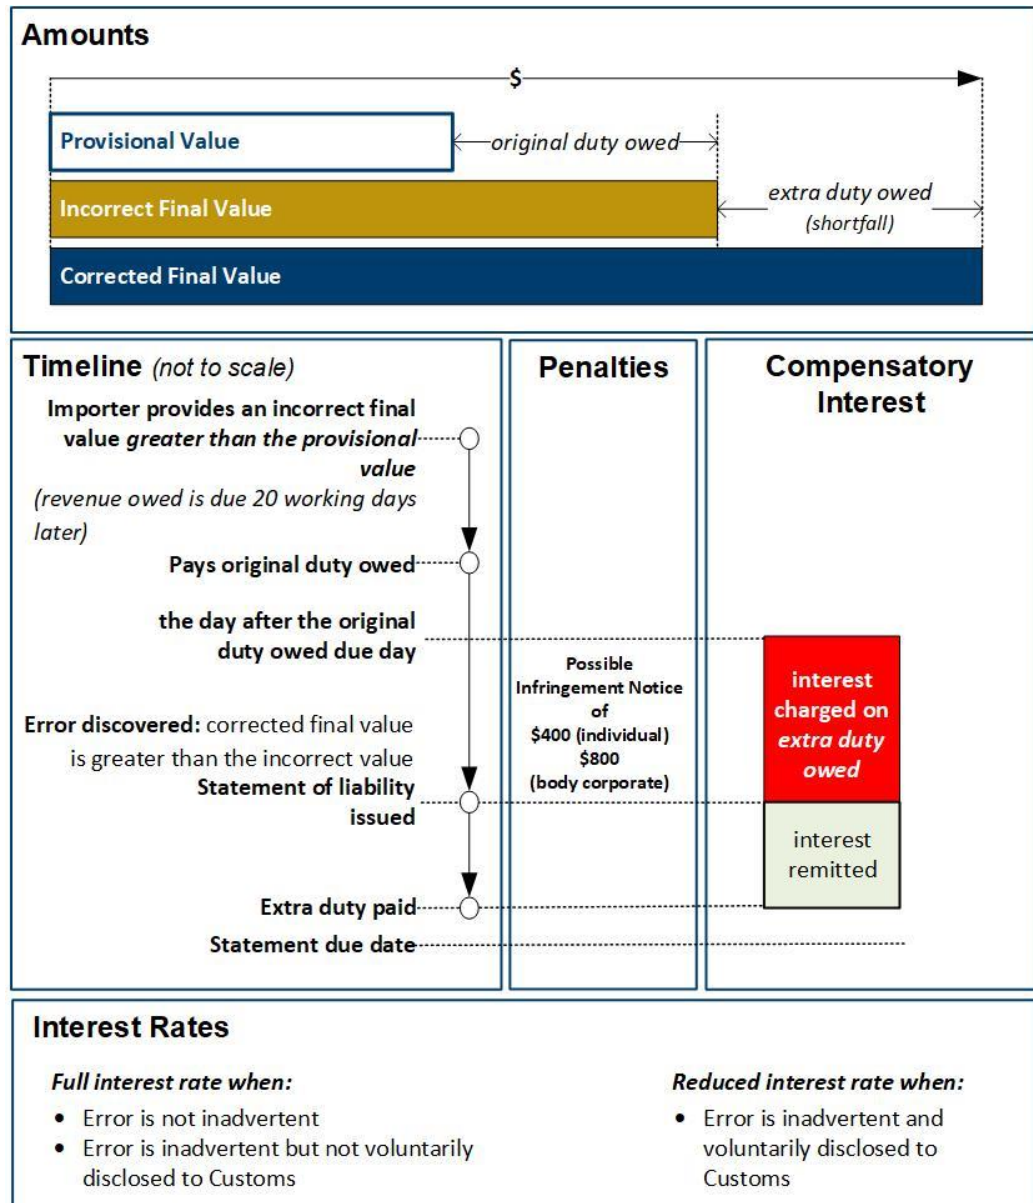 Amounts
$
Provisional Value
original duty owed
Incorrect Final Value
extra duty owed
(shortfall)
Corrected Final Value
Timeline (not to scale)
Importer provides an incorrect final
value greater than the provisional
value
(revenue owed is due 20 working days
later)
Pays original duty owed
the day after the original
duty owed due day
Error discovered: corrected final value
is greater than the incorrect value
Statement of liability
issued
Extra duty paid
Statement due date
Penalties
Possible
Infringement Notice
of
$400 (individual)
$800
(body corporate)
Compensatory
Interest
interest
charged on
extra duty
owed
interest
remitted
Interest Rates
Full interest rate when:
• Error is not inadvertent
• Error is inadvertent but not voluntarily
disclosed to Customs
Reduced interest rate when:
• Error is inadvertent and
voluntarily disclosed to
Customs